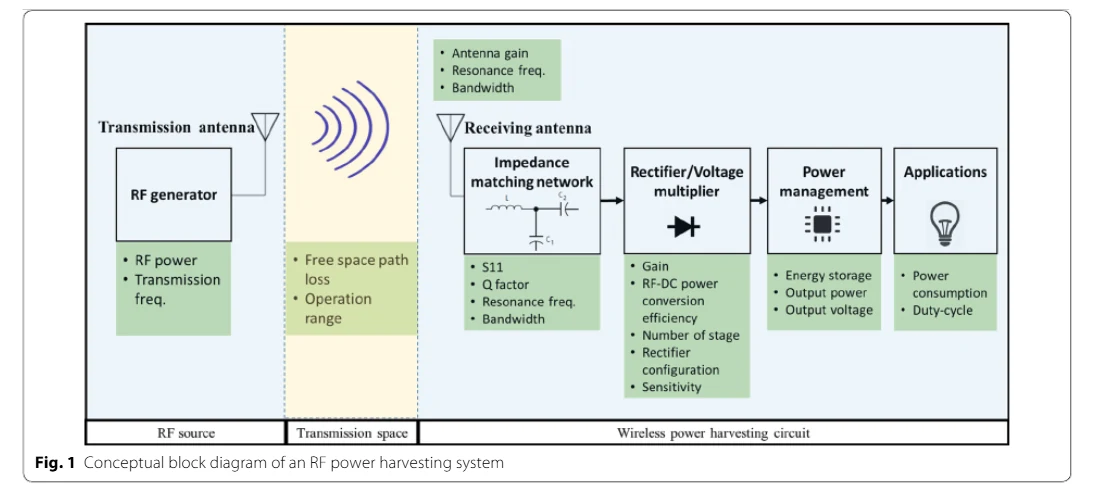 • Antenna gain
• Resonance freq.
• Bandwidth
Transmission antenna
Receiving antenna
RF generator
Impedance
matching network
L
C2
C1
Rectifier/Voltage
multiplier
Power
management
Applications
• RF power
• Transmission
freq.
• Free space path
loss
• Operation
range
• S11
• Q factor
• Resonance freq.
• Bandwidth
• Gain
• RF-DC power
conversion
efficiency
• Number of stage
• Rectifier
configuration
• Sensitivity
• Energy storage
• Output power
• Output voltage
• Power
consumption
• Duty-cycle
RF source
Transmission space
Wireless power harvesting circuit
Fig. 1 Conceptual block diagram of an RF power harvesting system